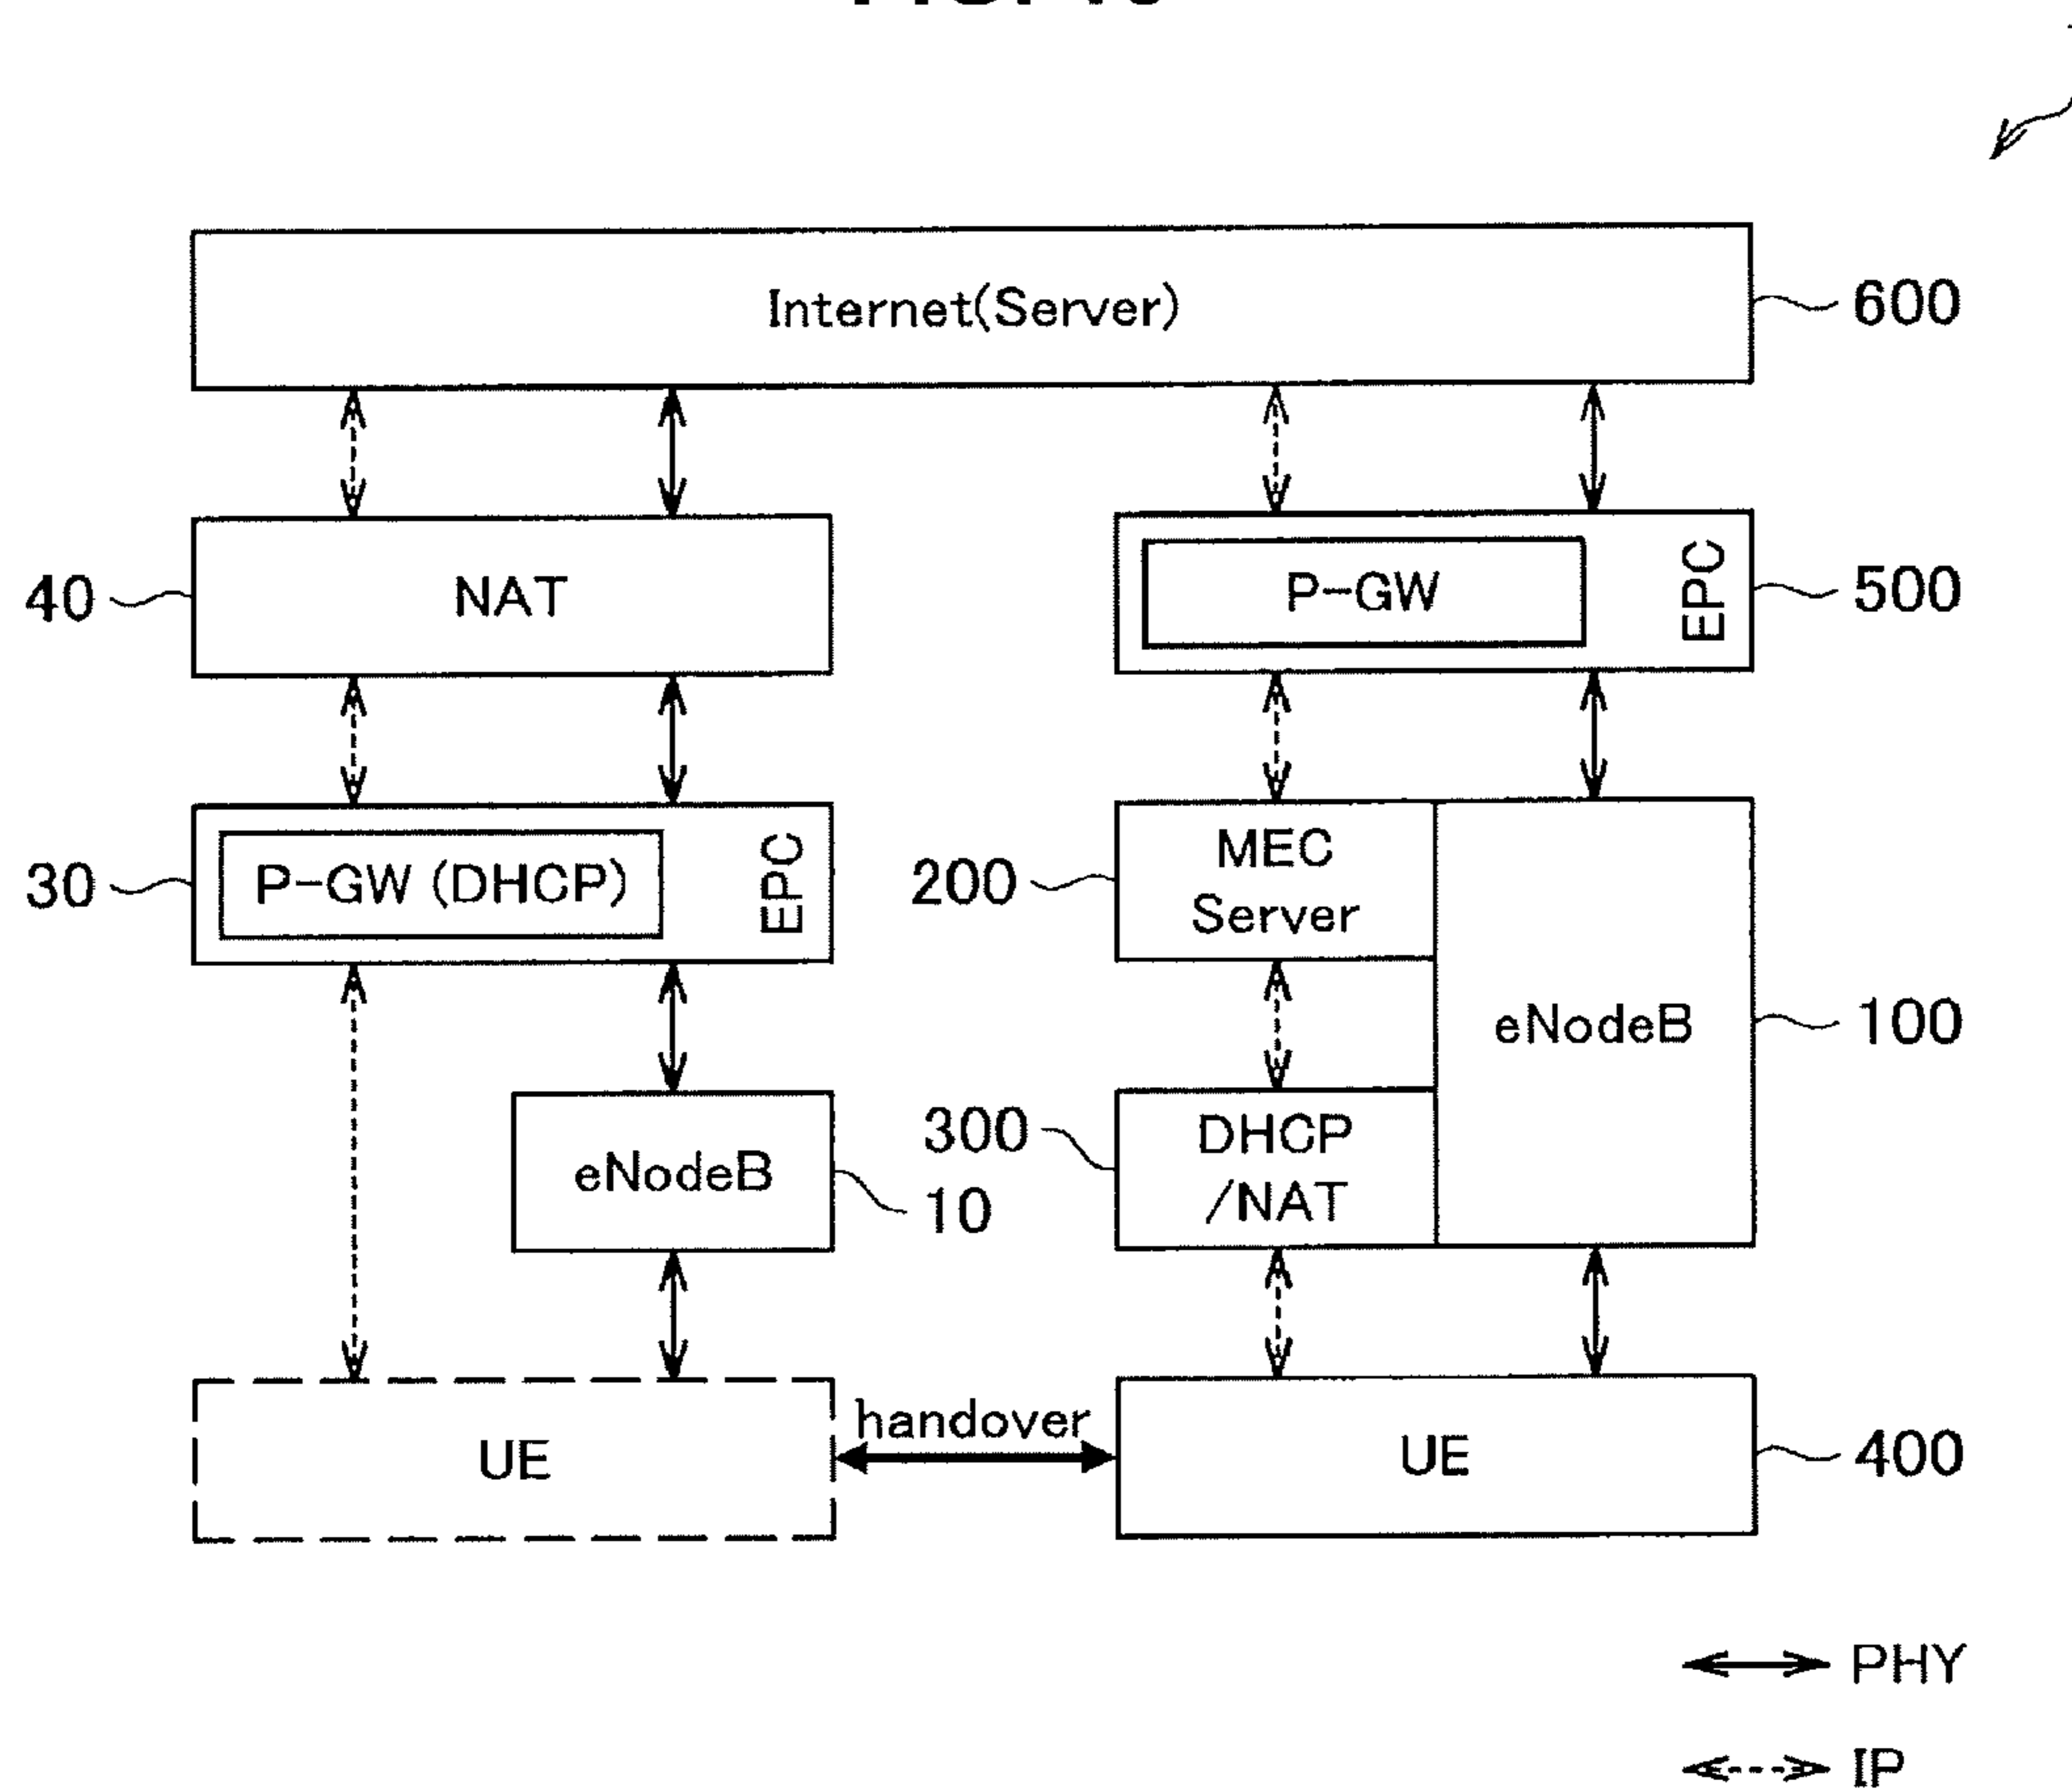 Internet(Server)
600
40
NAT
P-GW
EPC
500
30
P-GW (DHCP)
EPC
200
MEC
Server
eNodeB
100
300
DHCP
/NAT
eNodeB
10
UE
handover
UE
400
PHY
IP